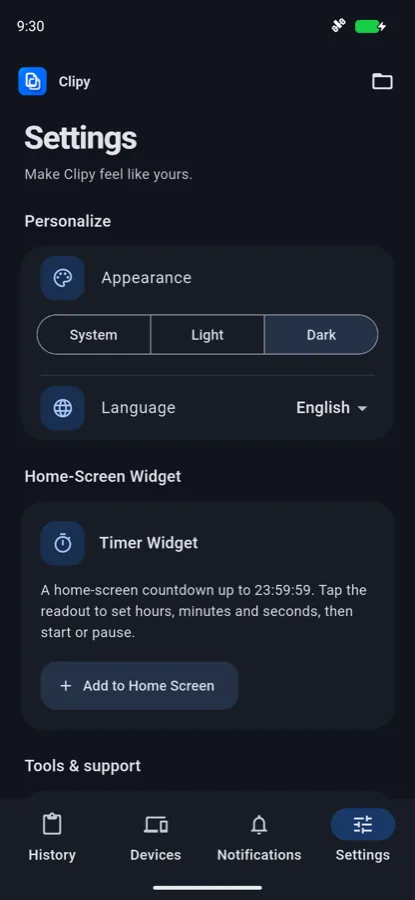 9:30
Clipy
Settings
Make Clipy feel like yours.
Personalize
Appearance
System
Light
Dark
Language
English
Home-Screen Widget
Timer Widget
A home-screen countdown up to 23:59:59. Tap the
readout to set hours, minutes and seconds, then
start or pause.
+ Add to Home Screen
Tools & support
History
Devices
Notifications
Settings